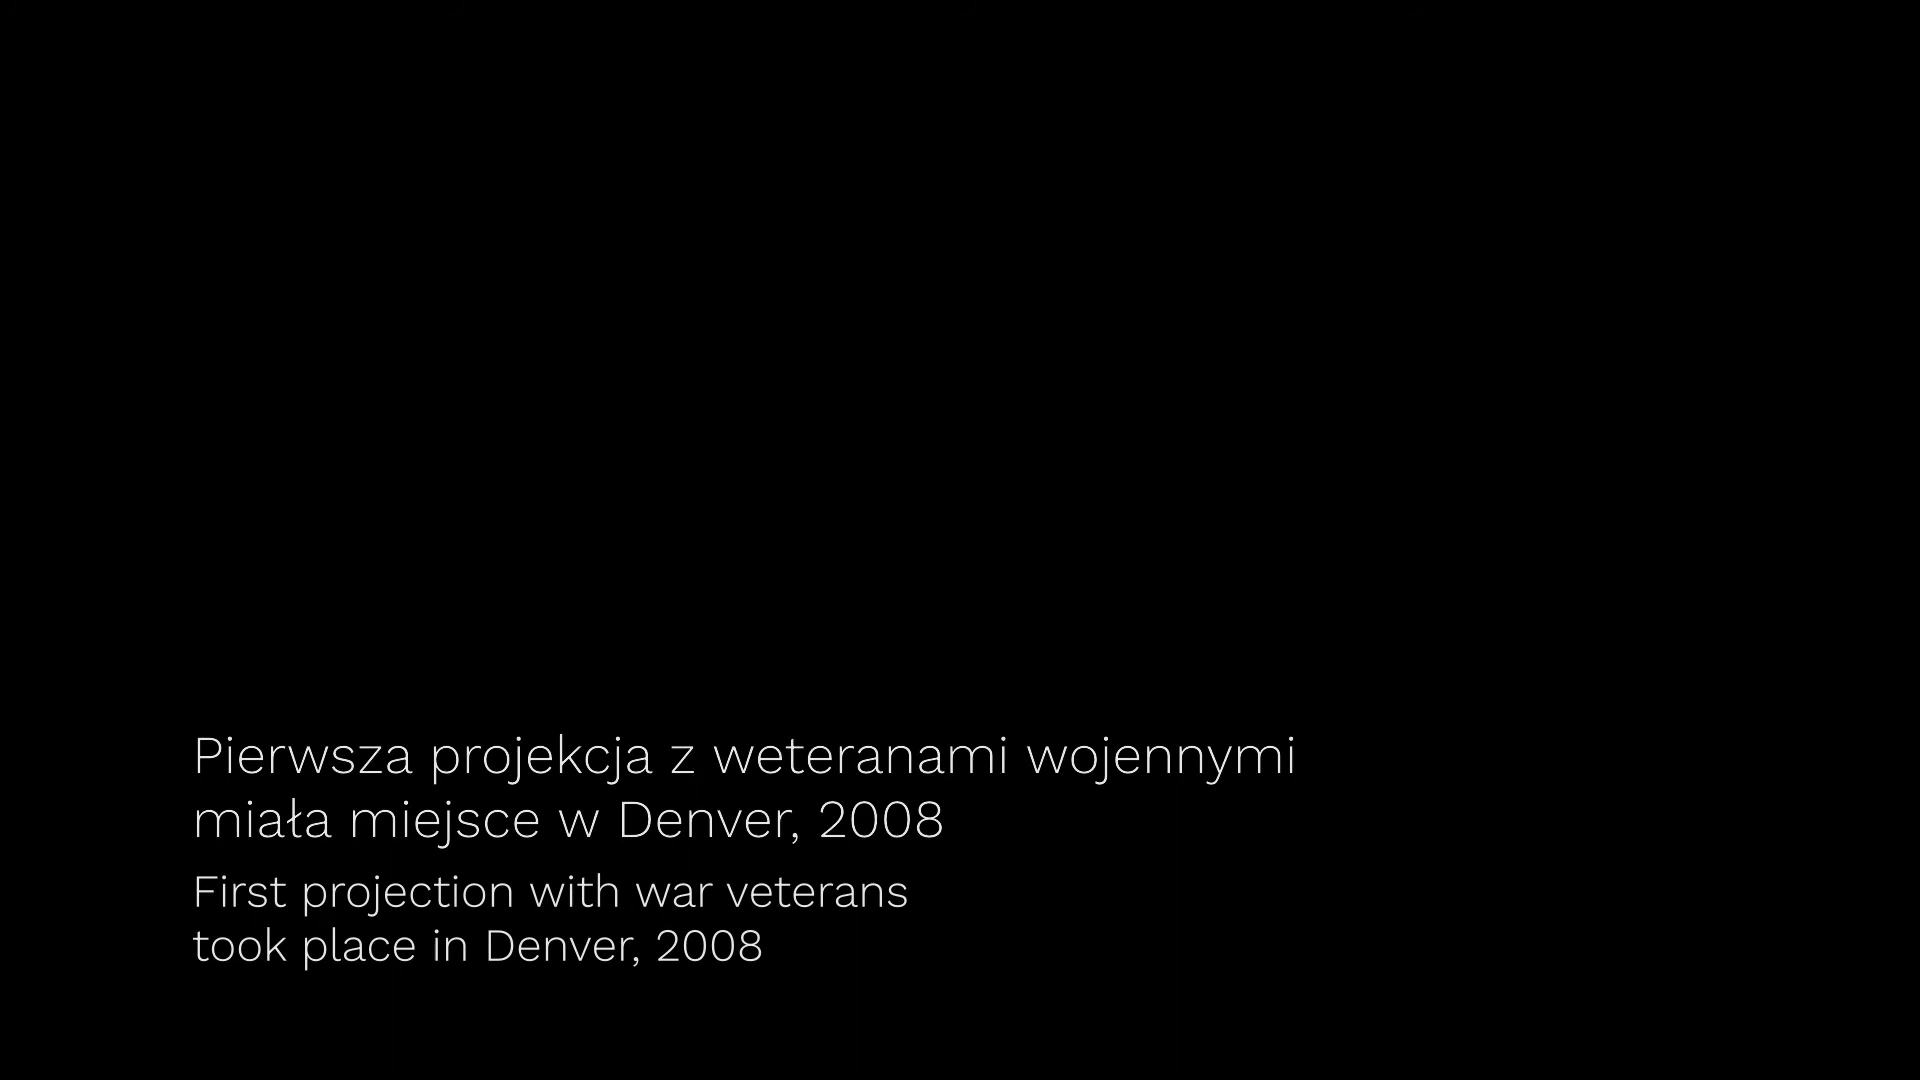 Pierwsza projekcja z weteranami wojennymi
miała miejsce w Denver, 2008
First projection with war veterans
took place in Denver, 2008